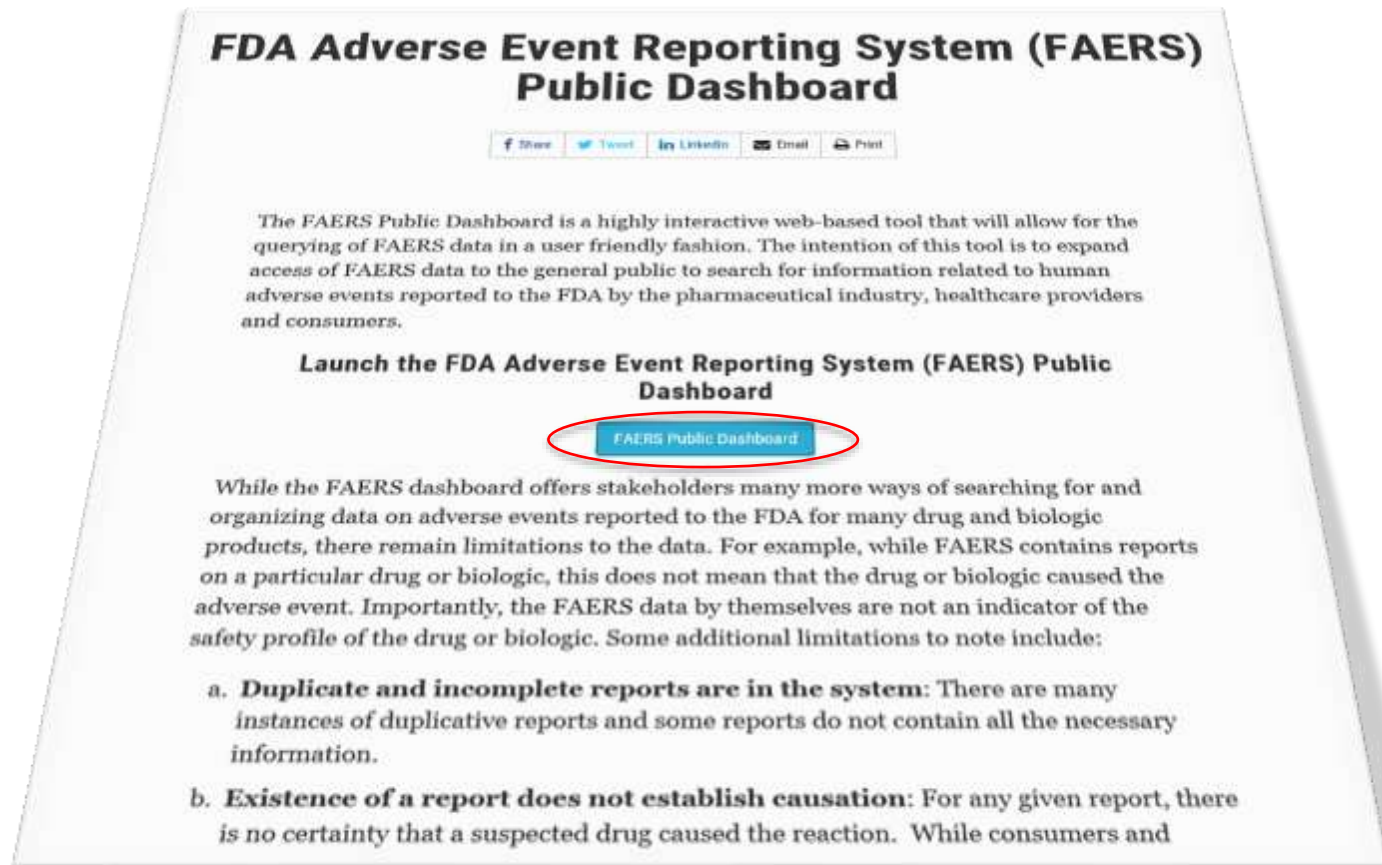 FDA Adverse Event Reporting System (FAERS)
Public Dashboard
Share Tweet LinkedIn Email Print
The FAERS Public Dashboard is a highly interactive web-based tool that will allow for the
querying of FAERS data in a user friendly fashion. The intention of this tool is to expand
access of FAERS data to the general public to search for information related to human
adverse events reported to the FDA by the pharmaceutical industry, healthcare providers
and consumers.
Launch the FDA Adverse Event Reporting System (FAERS) Public
Dashboard
FAERS Public Dashboard
While the FAERS dashboard offers stakeholders many more ways of searching for and
organizing data on adverse events reported to the FDA for many drug and biologic
products, there remain limitations to the data. For example, while FAERS contains reports
on a particular drug or biologic, this does not mean that the drug or biologic caused the
adverse event. Importantly, the FAERS data by themselves are not an indicator of the
safety profile of the drug or biologic. Some additional limitations to note include:
a. Duplicate and incomplete reports are in the system: There are many
instances of duplicative reports and some reports do not contain all the necessary
information.
b. Existence of a report does not establish causation: For any given report, there
is no certainty that a suspected drug caused the reaction. While consumers and